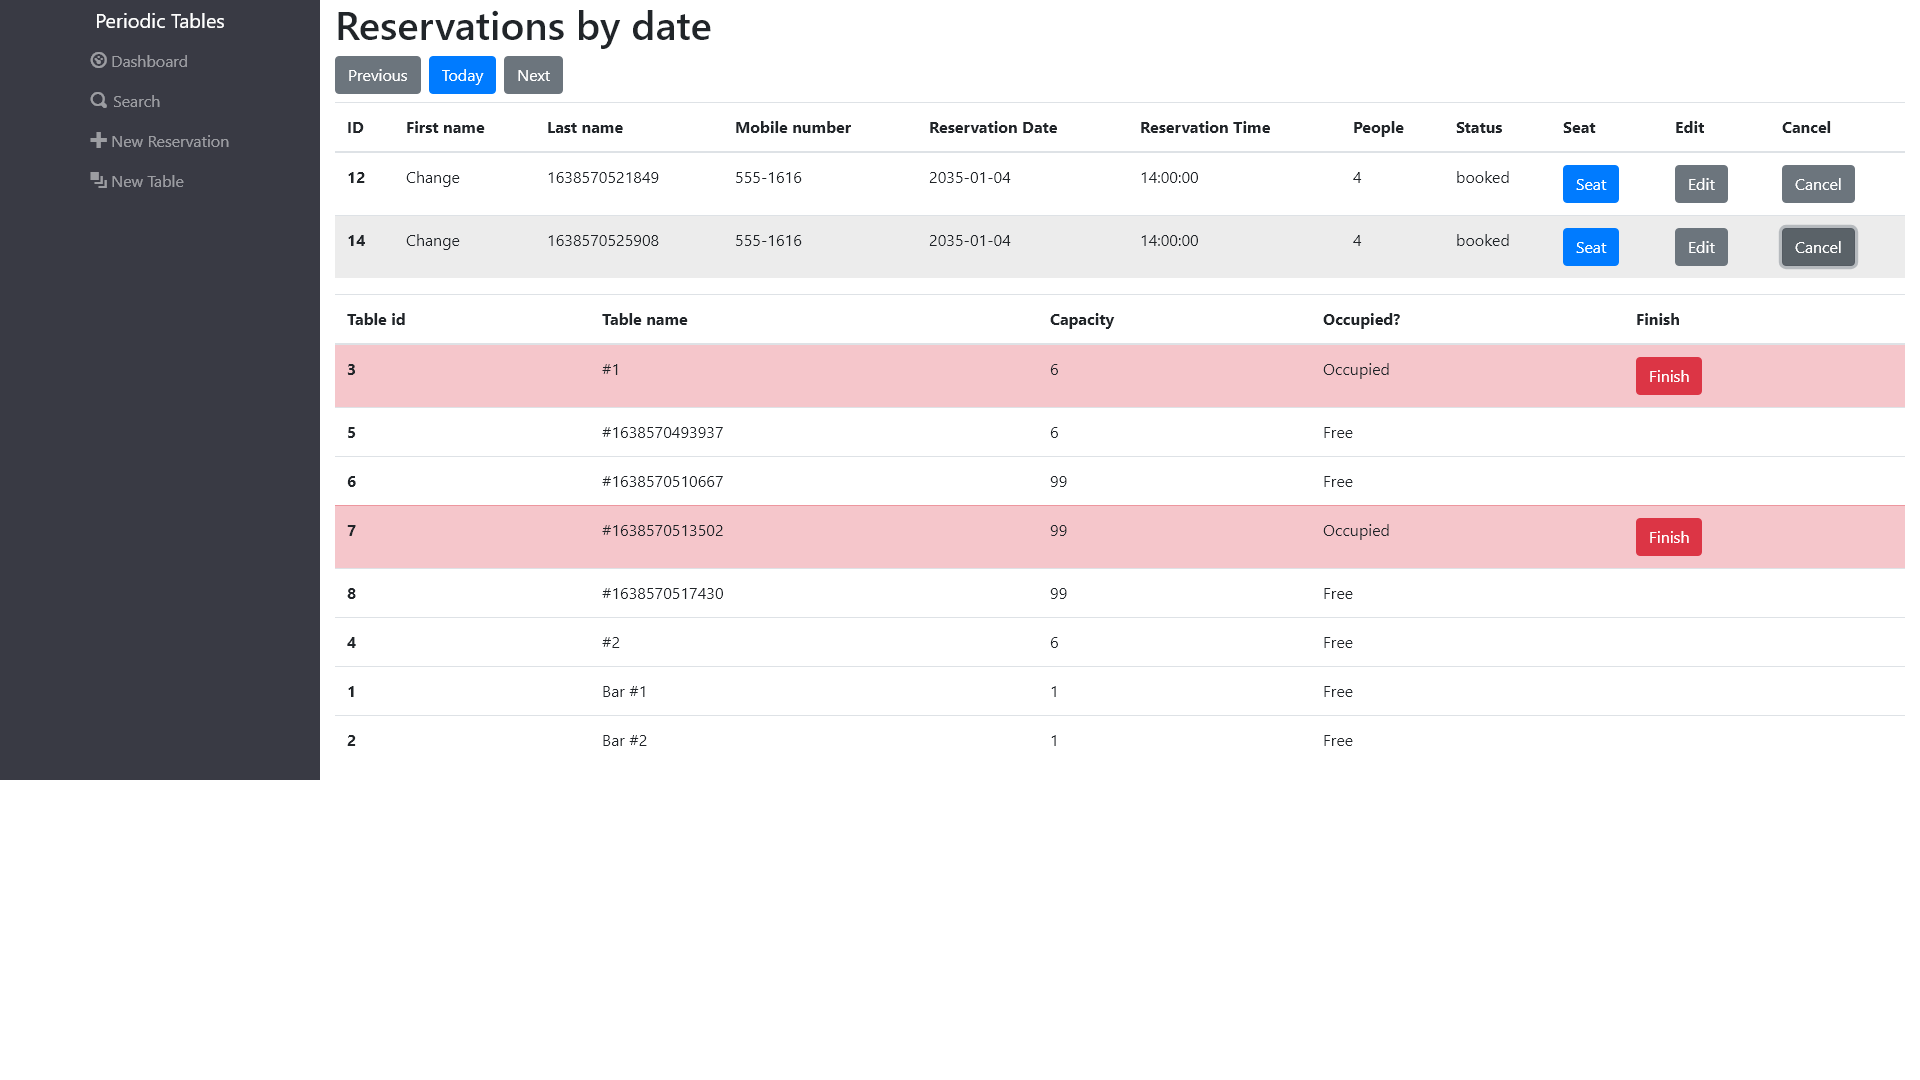 Periodic Tables
Dashboard
Search
New Reservation
New Table
Reservations by date
Previous Today Next
ID First name Last name Mobile number Reservation Date Reservation Time People Status Seat Edit Cancel
12 Change 1638570521849 555-1616 2035-01-04 14:00:00 4 booked Seat Edit Cancel
14 Change 1638570525908 555-1616 2035-01-04 14:00:00 4 booked Seat Edit Cancel
Table id Table name Capacity Occupied? Finish
3 #1 6 Occupied Finish
5 #1638570493937 6 Free
6 #1638570510667 99 Free
7 #1638570513502 99 Occupied Finish
8 #1638570517430 99 Free
4 #2 6 Free
1 Bar #1 1 Free
2 Bar #2 1 Free